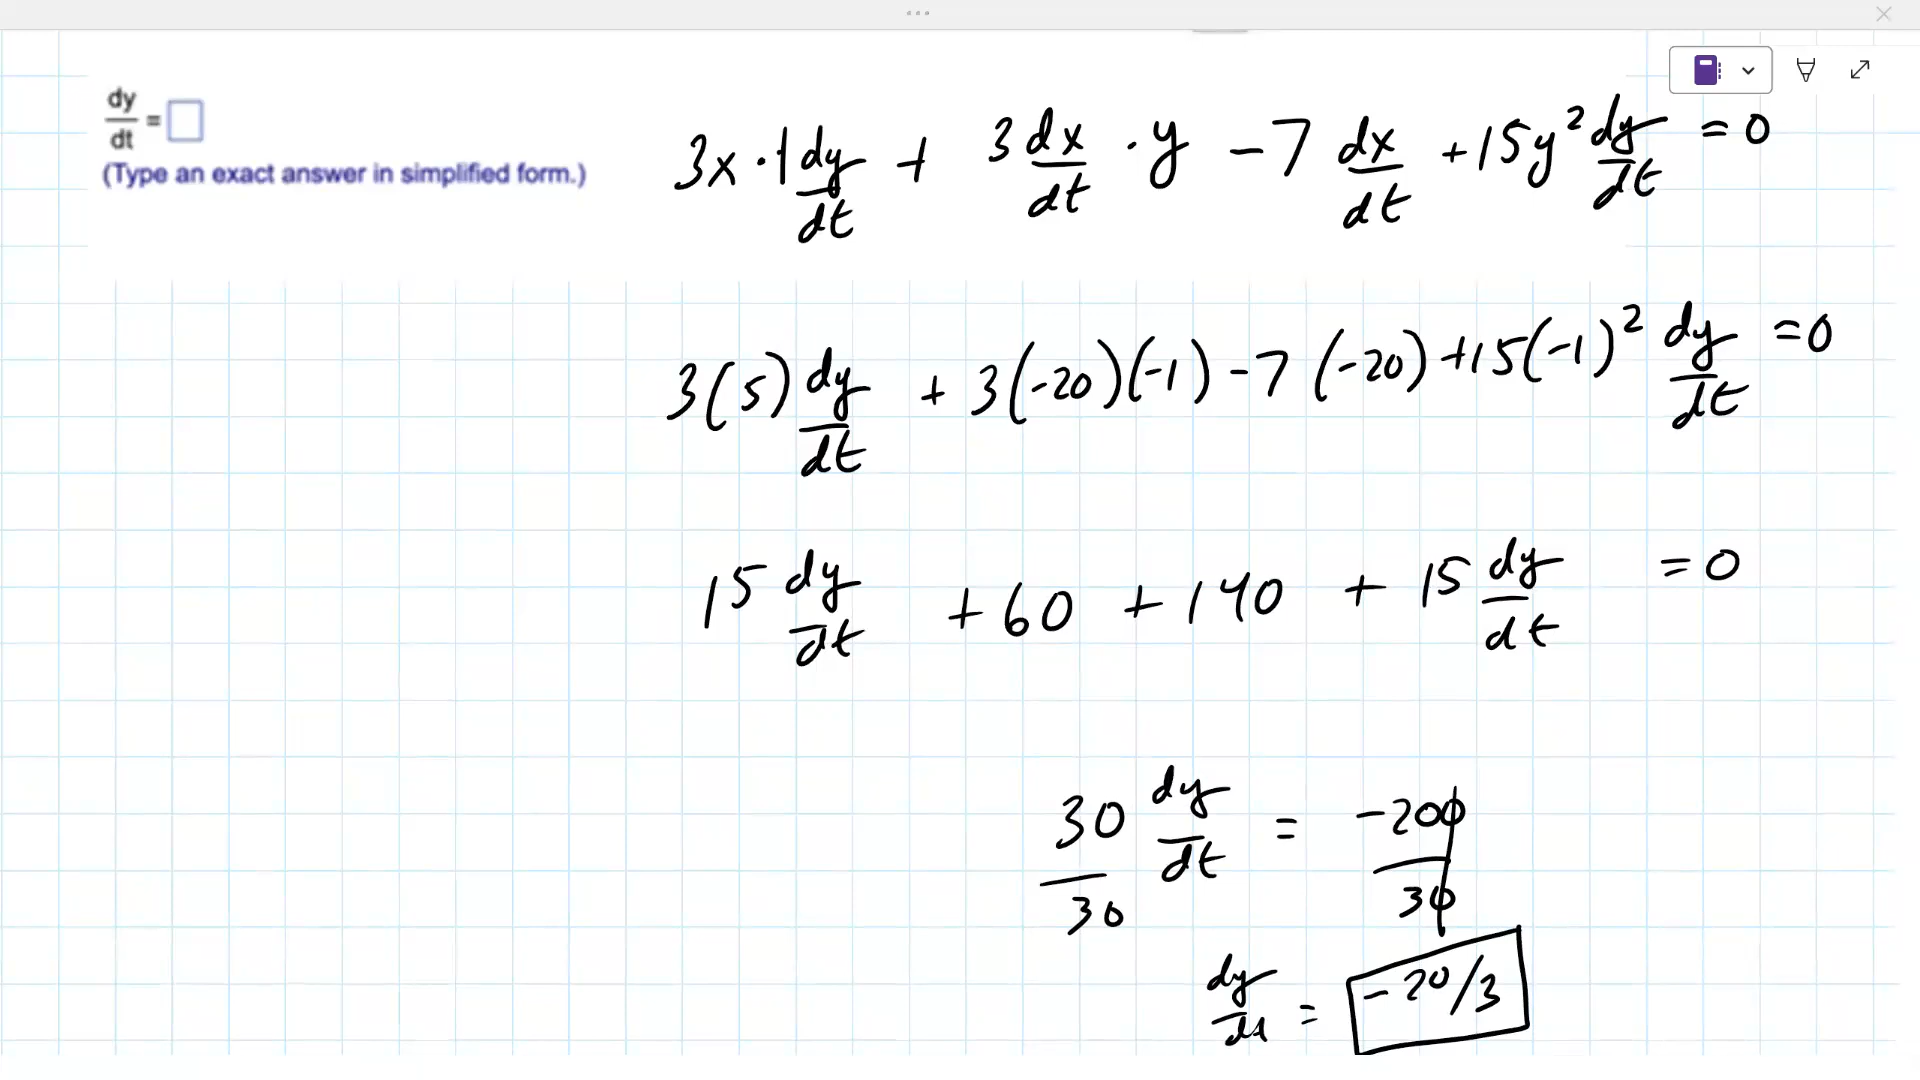 dy/dt = 
(Type an exact answer in simplified form.)
3x · 1 dy/dt + 3 dx/dt · y − 7 dx/dt + 15y² dy/dt = 0
3(5) dy/dt + 3(-20)(-1) − 7(-20) + 15(-1)² dy/dt = 0
15 dy/dt + 60 + 140 + 15 dy/dt = 0
30/30 dy/dt = -200/30
dy/dt = -20/3